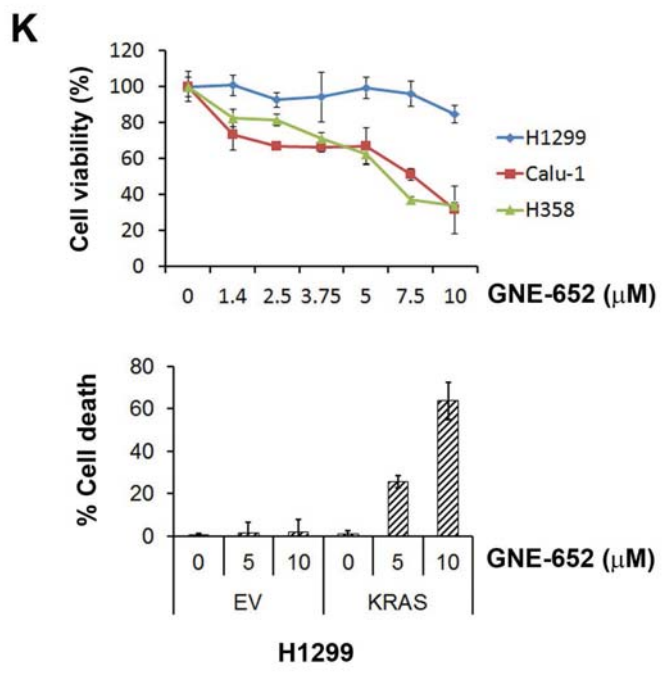 K
Cell viability (%)
120
100
80
60
40
20
0
H1299
Calu-1
H358
0 1.4 2.5 3.75 5 7.5 10 GNE-652 (μM)
% Cell death
80
60
40
20
0
0 5 10 0 5 10 GNE-652 (μM)
EV KRAS
H1299